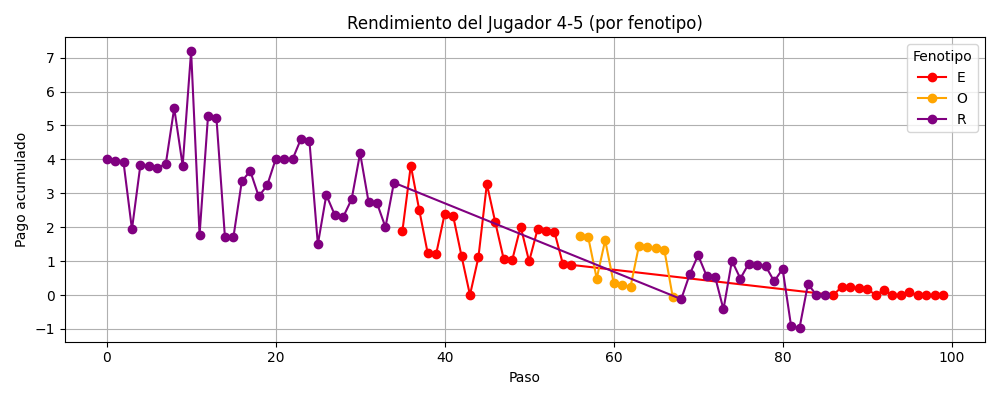 Rendimiento del Jugador 4-5 (por fenotipo)
Pago acumulado
7
6
5
4
3
2
1
0
−1
Fenotipo
E
O
R
0 20 40 60 80 100
Paso